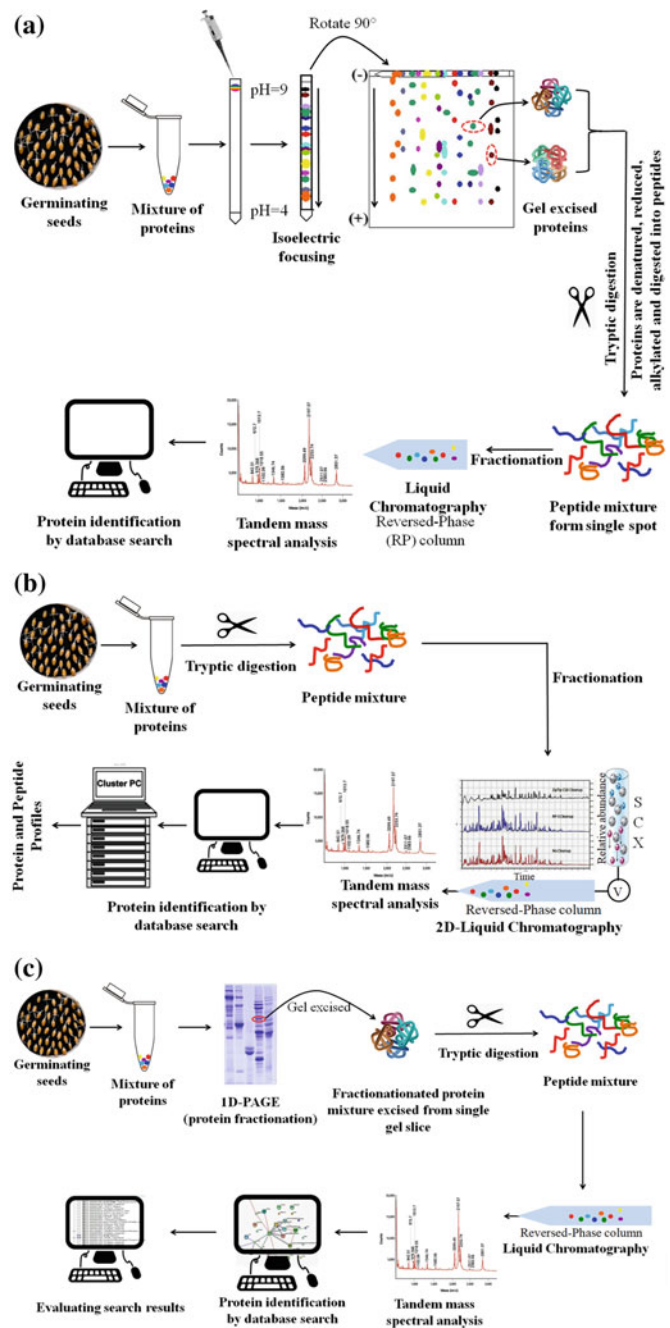 (a)
Rotate 90°
pH=9
pH=4
(-)
(+)
Germinating
seeds
Mixture of
proteins
Isoelectric
focusing
Gel excised
proteins
Tryptic digestion
Proteins are denatured, reduced,
alkylated and digested into peptides
Protein identification
by database search
Tandem mass
spectral analysis
Liquid
Chromatography
Reversed-Phase
(RP) column
Fractionation
Peptide mixture
form single spot
(b)
Germinating
seeds
Mixture of
proteins
Tryptic digestion
Peptide mixture
Fractionation
Protein and Peptide
Profiles
Cluster PC
Protein identification by
database search
Tandem mass
spectral analysis
Relative abundance
Time
S
C
X
V
Reversed-Phase column
2D-Liquid Chromatography
(c)
Germinating
seeds
Mixture of
proteins
1D-PAGE
(protein fractionation)
Gel excised
Fractionationated protein
mixture excised from single
gel slice
Tryptic digestion
Peptide mixture
Evaluating search results
Protein identification
by database search
Tandem mass
spectral analysis
Reversed-Phase column
Liquid Chromatography